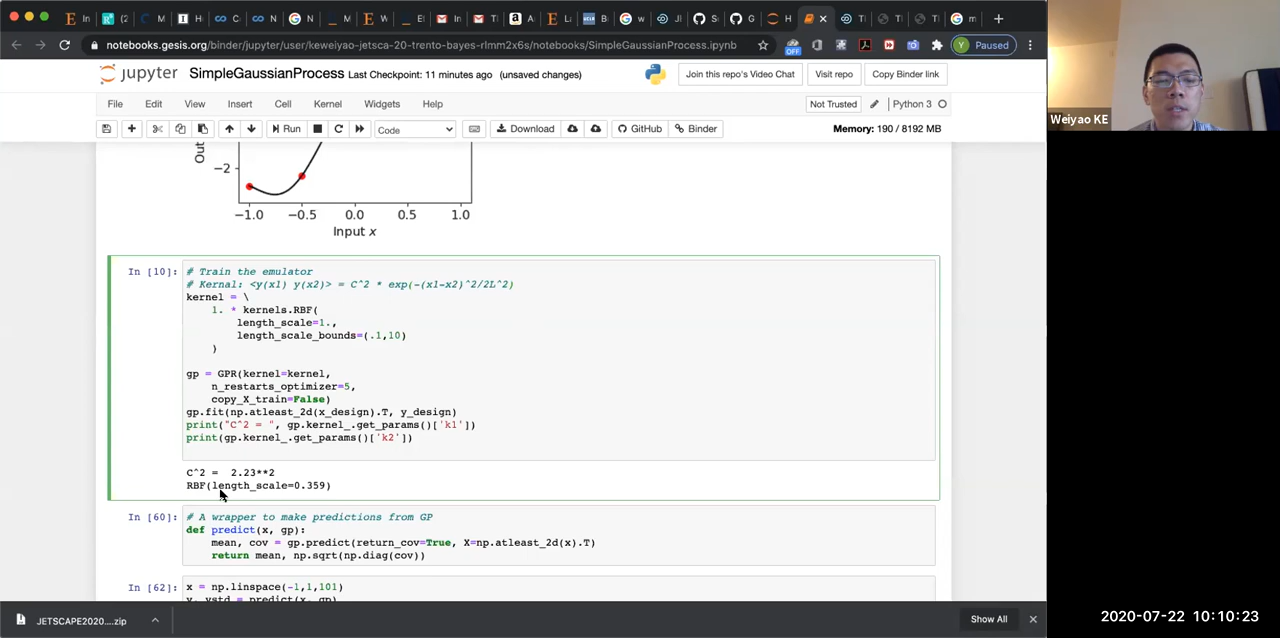 In
(2
M
I H
C
N
G N
M
E W
E
M In
M T
a A
E L
G w
Ji
S
G
H
T
T
T
G m
notebooks.gesis.org/binder/jupyter/user/keweiyao-jetsca-20-trento-bayes-rlmm2x6s/notebooks/SimpleGaussianProcess.ipynb
OFF
Y Paused
jupyter SimpleGaussianProcess Last Checkpoint: 11 minutes ago (unsaved changes)
Join this repo's Video Chat
Visit repo
Copy Binder link
File Edit View Insert Cell Kernel Widgets Help
Not Trusted
Python 3
Run
Code
Download
GitHub
Binder
Memory: 190 / 8192 MB
Out
−2
−1.0 −0.5 0.0 0.5 1.0
Input x
In [10]:
# Train the emulator
# Kernal: <y(x1) y(x2)> = C^2 * exp(-(x1-x2)^2/2L^2)
kernel = \
1. * kernels.RBF(
length_scale=1.,
length_scale_bounds=(.1,10)
)
gp = GPR(kernel=kernel,
n_restarts_optimizer=5,
copy_X_train=False)
gp.fit(np.atleast_2d(x_design).T, y_design)
print("C^2 = ", gp.kernel_.get_params()['k1'])
print(gp.kernel_.get_params()['k2'])
C^2 =  2.23**2
RBF(length_scale=0.359)
In [60]:
# A wrapper to make predictions from GP
def predict(x, gp):
mean, cov = gp.predict(return_cov=True, X=np.atleast_2d(x).T)
return mean, np.sqrt(np.diag(cov))
In [62]:
x = np.linspace(-1,1,101)
y, ystd = predict(x, gp)
JETSCAPE2020....zip
Show All
Weiyao KE
2020-07-22 10:10:23